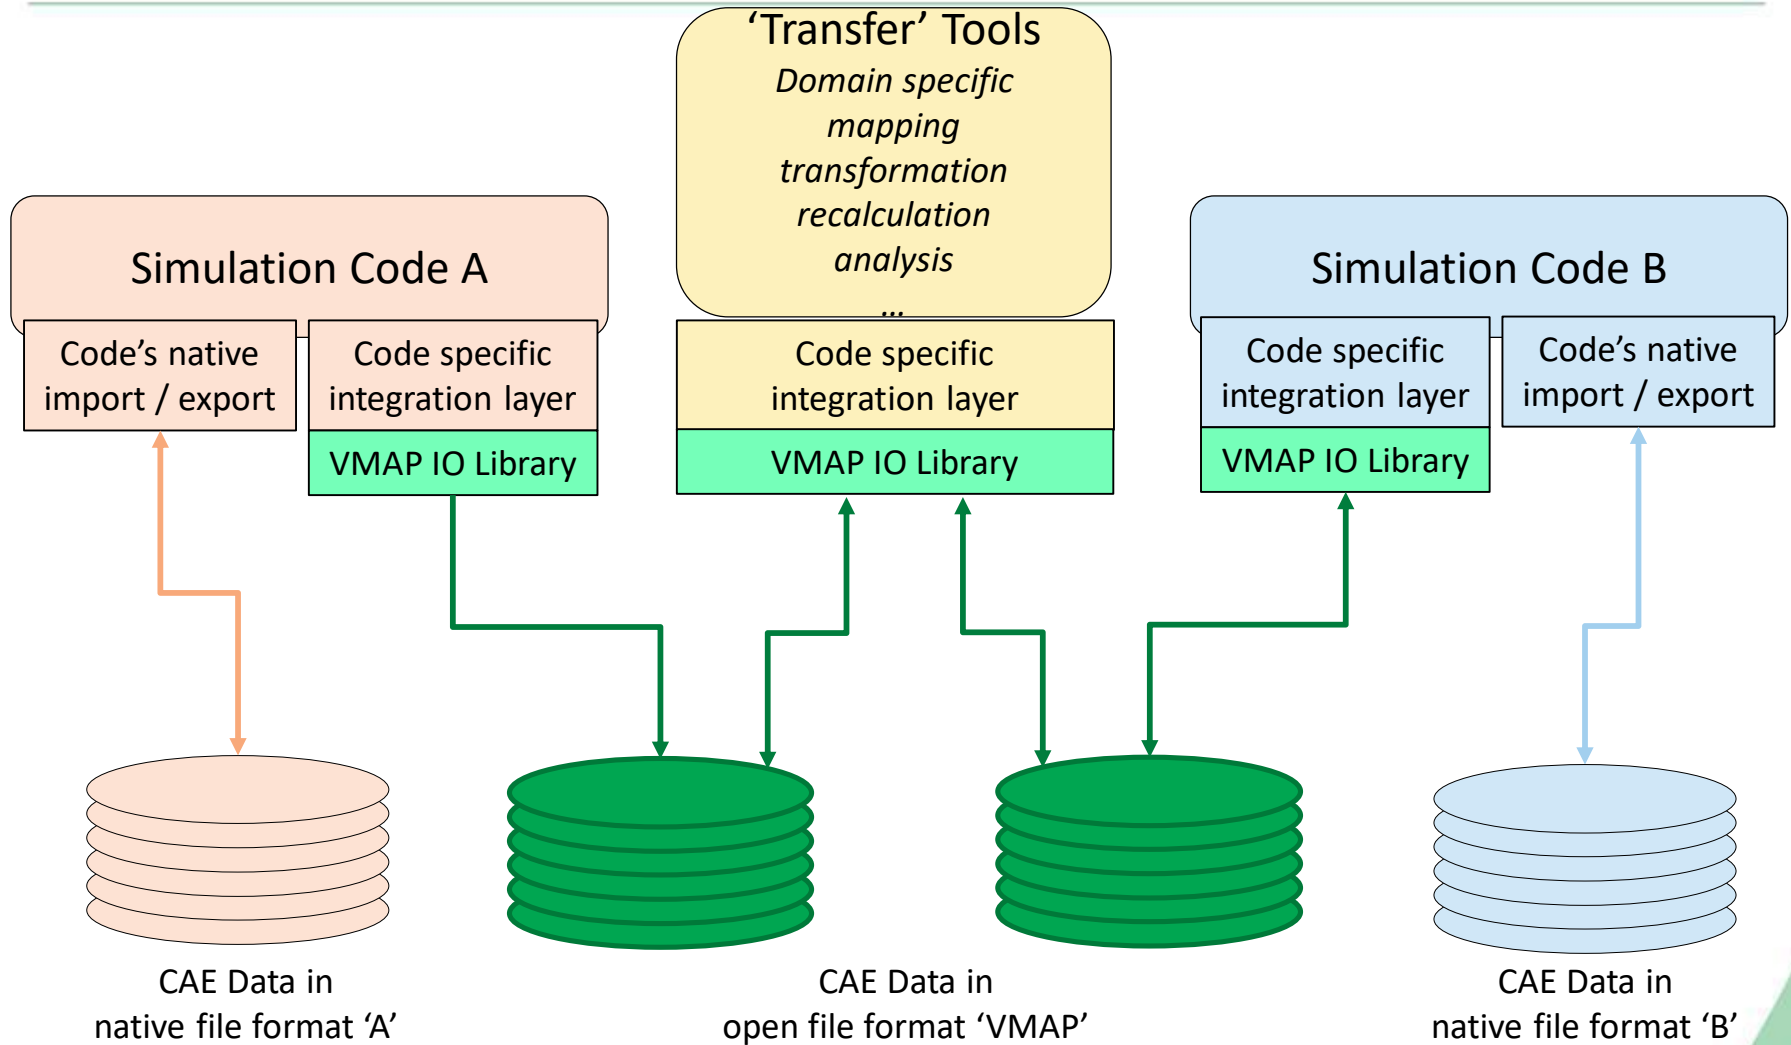 ‘Transfer’ Tools
Domain specific
mapping
transformation
recalculation
analysis
...
Simulation Code A
Code’s native
import / export
Code specific
integration layer
VMAP IO Library
Code specific
integration layer
VMAP IO Library
Simulation Code B
Code specific
integration layer
VMAP IO Library
Code’s native
import / export
CAE Data in
native file format ‘A’
CAE Data in
open file format ‘VMAP’
CAE Data in
native file format ‘B’